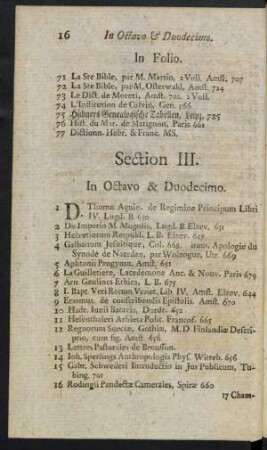 16 In Octavo & Duodecimo.
In Folio.
71 La Ste Bible, par M. Martin, 2 Voll. Amst. 707
72 La Ste Bible, par M. Osterwald, Amst. 724
73 Le Dict. de Moreri, Amst. 702. 2 Voll.
74 L'Institution de Calvin, Gen. 566
75 Hübners Genealogische Tabellen, Leipz. 725
76 Hist. du Mar. de Matignon, Paris 661
77 Dictionn. Hebr. & Franc. MS.
Section III.
In Octavo & Duodecimo.
1 D. Thomæ Aquin. de Regimine Principum Libri
IV. Lugd. B. 630
2 De Imperio M. Mogolis, Lugd. B. Elzev. 631
3 Helvetiorum Respubl. L. B. Elzev. 627
4 Galbanum Jesuitique, Col. 668. Apologie du
Synode de Naerden, par Wolzogue, Utr. 669
5 Aphtonii Progymn. Amst. 651
6 La Guilletiere, Lacedemone Anc. & Nouv. Paris 679
7 Arn. Geulincs Ethica, L. B. 675
8 I. Bapt. Veri Rerum Venet. Lib. IV. Amst. Elzev. 644
9 Erasmus, de conscribendis Epistolis. Amst. 670
10 Hadr. Iunii Batavia, Dordr. 652
11 Hesenthaleri Arhleta Polit. Francof. 665
12 Regnorum Sueciæ, Gothiæ, M. D. Finlandiæ Descri-
ptio, cum fig. Amst. 656
13 Lettres Pastorales de Brousson.
14 Joh. Sperlings Anthropologia Phys. Witteb. 656
15 Gabr. Schwederi Introductio in Jus Publicum, Tu-
bing. 701
16 Rodingii Pandectæ Camerales, Spiræ 660
17 Cham-